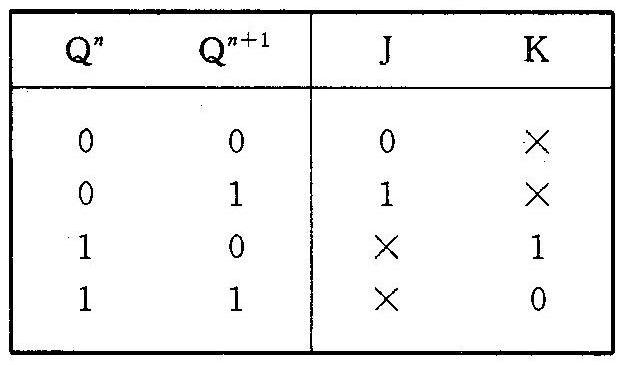 Qⁿ Qⁿ⁺¹ J K
0 0 0 ×
0 1 1 ×
1 0 × 1
1 1 × 0